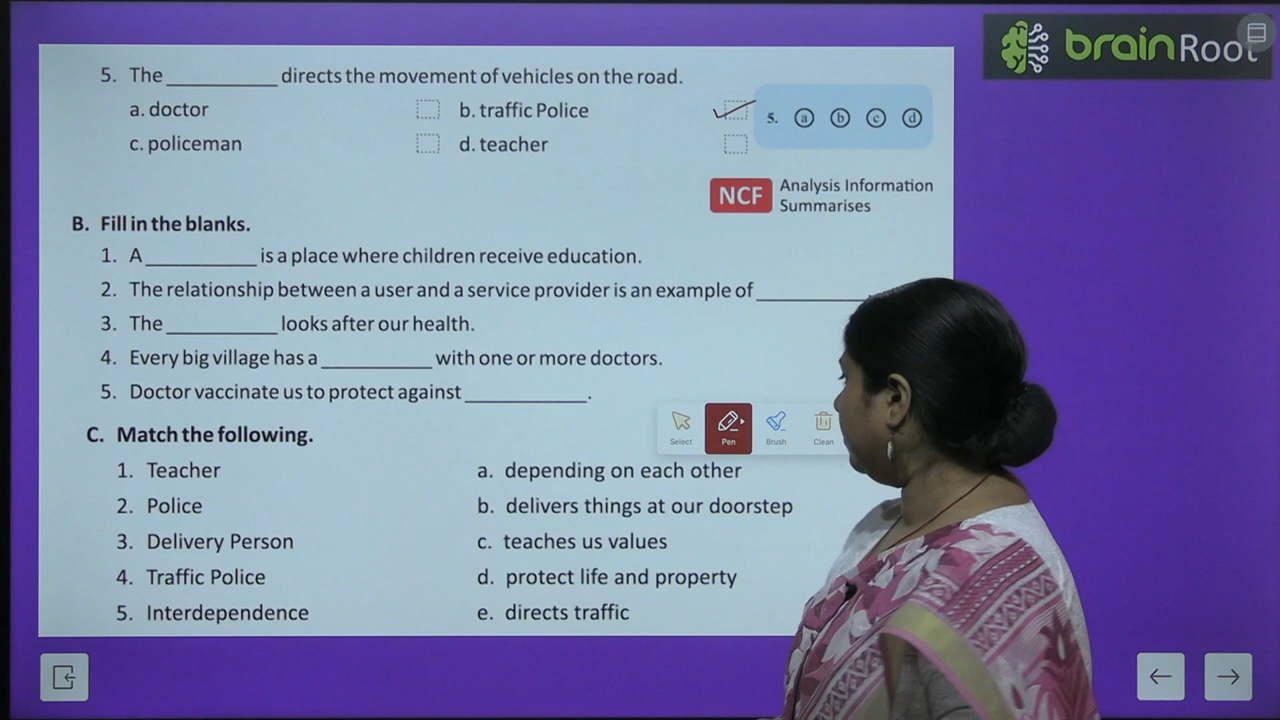 brainRoot
5. The __________ directs the movement of vehicles on the road.
a. doctor b. traffic Police
5. a b c d
c. policeman d. teacher
NCF Analysis Information
Summarises
B. Fill in the blanks.
1. A __________ is a place where children receive education.
2. The relationship between a user and a service provider is an example of __________
3. The __________ looks after our health.
4. Every big village has a __________ with one or more doctors.
5. Doctor vaccinate us to protect against ___________.
Select Pen Brush Clean
C. Match the following.
1. Teacher a. depending on each other
2. Police b. delivers things at our doorstep
3. Delivery Person c. teaches us values
4. Traffic Police d. protect life and property
5. Interdependence e. directs traffic